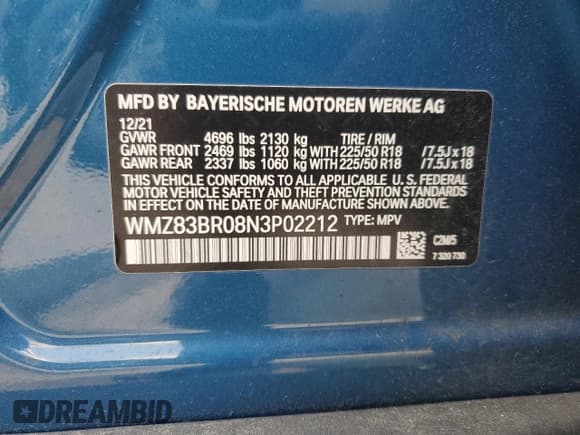 MFD BY BAYERISCHE MOTOREN WERKE AG
12/21
GVWR 4696 lbs 2130 kg TIRE / RIM
GAWR FRONT 2469 lbs 1120 kg WITH 225/50 R18 /7.5J x 18
GAWR REAR 2337 lbs 1060 kg WITH 225/50 R18 /7.5J x 18
THIS VEHICLE CONFORMS TO ALL APPLICABLE U. S. FEDERAL
MOTOR VEHICLE SAFETY AND THEFT PREVENTION STANDARDS
IN EFFECT ON THE DATE OF MANUFACTURE SHOWN ABOVE.
WMZ83BR08N3P02212 TYPE: MPV
C2M5
7 320 730
DREAMBID